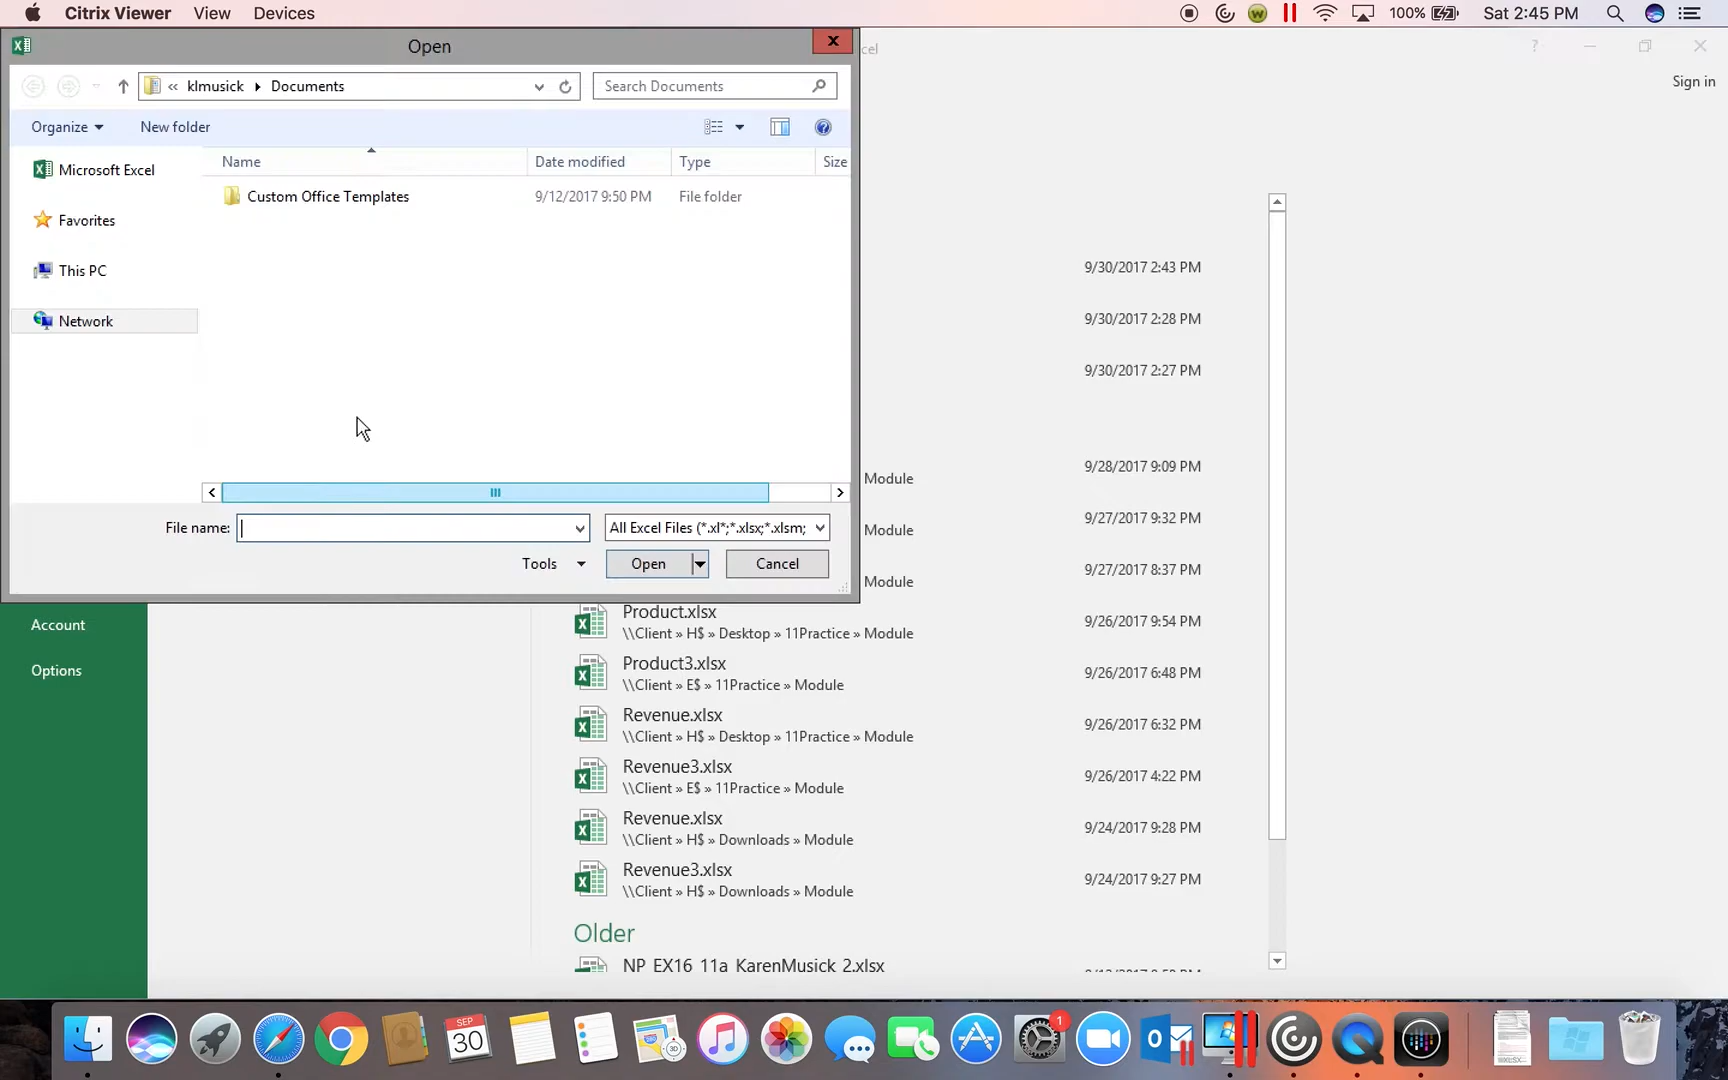 Citrix Viewer View Devices 100% Sat 2:45 PM
Open
el
?
Sign in
« klmusick Documents
Search Documents
Organize New folder
Name Date modified Type Size
Microsoft Excel
Custom Office Templates 9/12/2017 9:50 PM File folder
Favorites
This PC
Network
File name: All Excel Files (*.xl*;*.xlsx;*.xlsm;
Tools Open Cancel
Account
Options
9/30/2017 2:43 PM
9/30/2017 2:28 PM
9/30/2017 2:27 PM
Module 9/28/2017 9:09 PM
Module 9/27/2017 9:32 PM
Module 9/27/2017 8:37 PM
Product.xlsx 9/26/2017 9:54 PM
\\Client » H$ » Desktop » 11Practice » Module
Product3.xlsx 9/26/2017 6:48 PM
\\Client » E$ » 11Practice » Module
Revenue.xlsx 9/26/2017 6:32 PM
\\Client » H$ » Desktop » 11Practice » Module
Revenue3.xlsx 9/26/2017 4:22 PM
\\Client » E$ » 11Practice » Module
Revenue.xlsx 9/24/2017 9:28 PM
\\Client » H$ » Downloads » Module
Revenue3.xlsx 9/24/2017 9:27 PM
\\Client » H$ » Downloads » Module
Older
NP EX16 11a KarenMusick 2.xlsx
SEP
30
1
XLSX